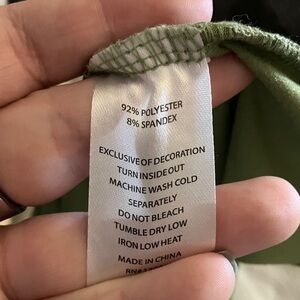 92% POLYESTER
8% SPANDEX
EXCLUSIVE OF DECORATION
TURN INSIDE OUT
MACHINE WASH COLD
SEPARATELY
DO NOT BLEACH
TUMBLE DRY LOW
IRON LOW HEAT
MADE IN CHINA